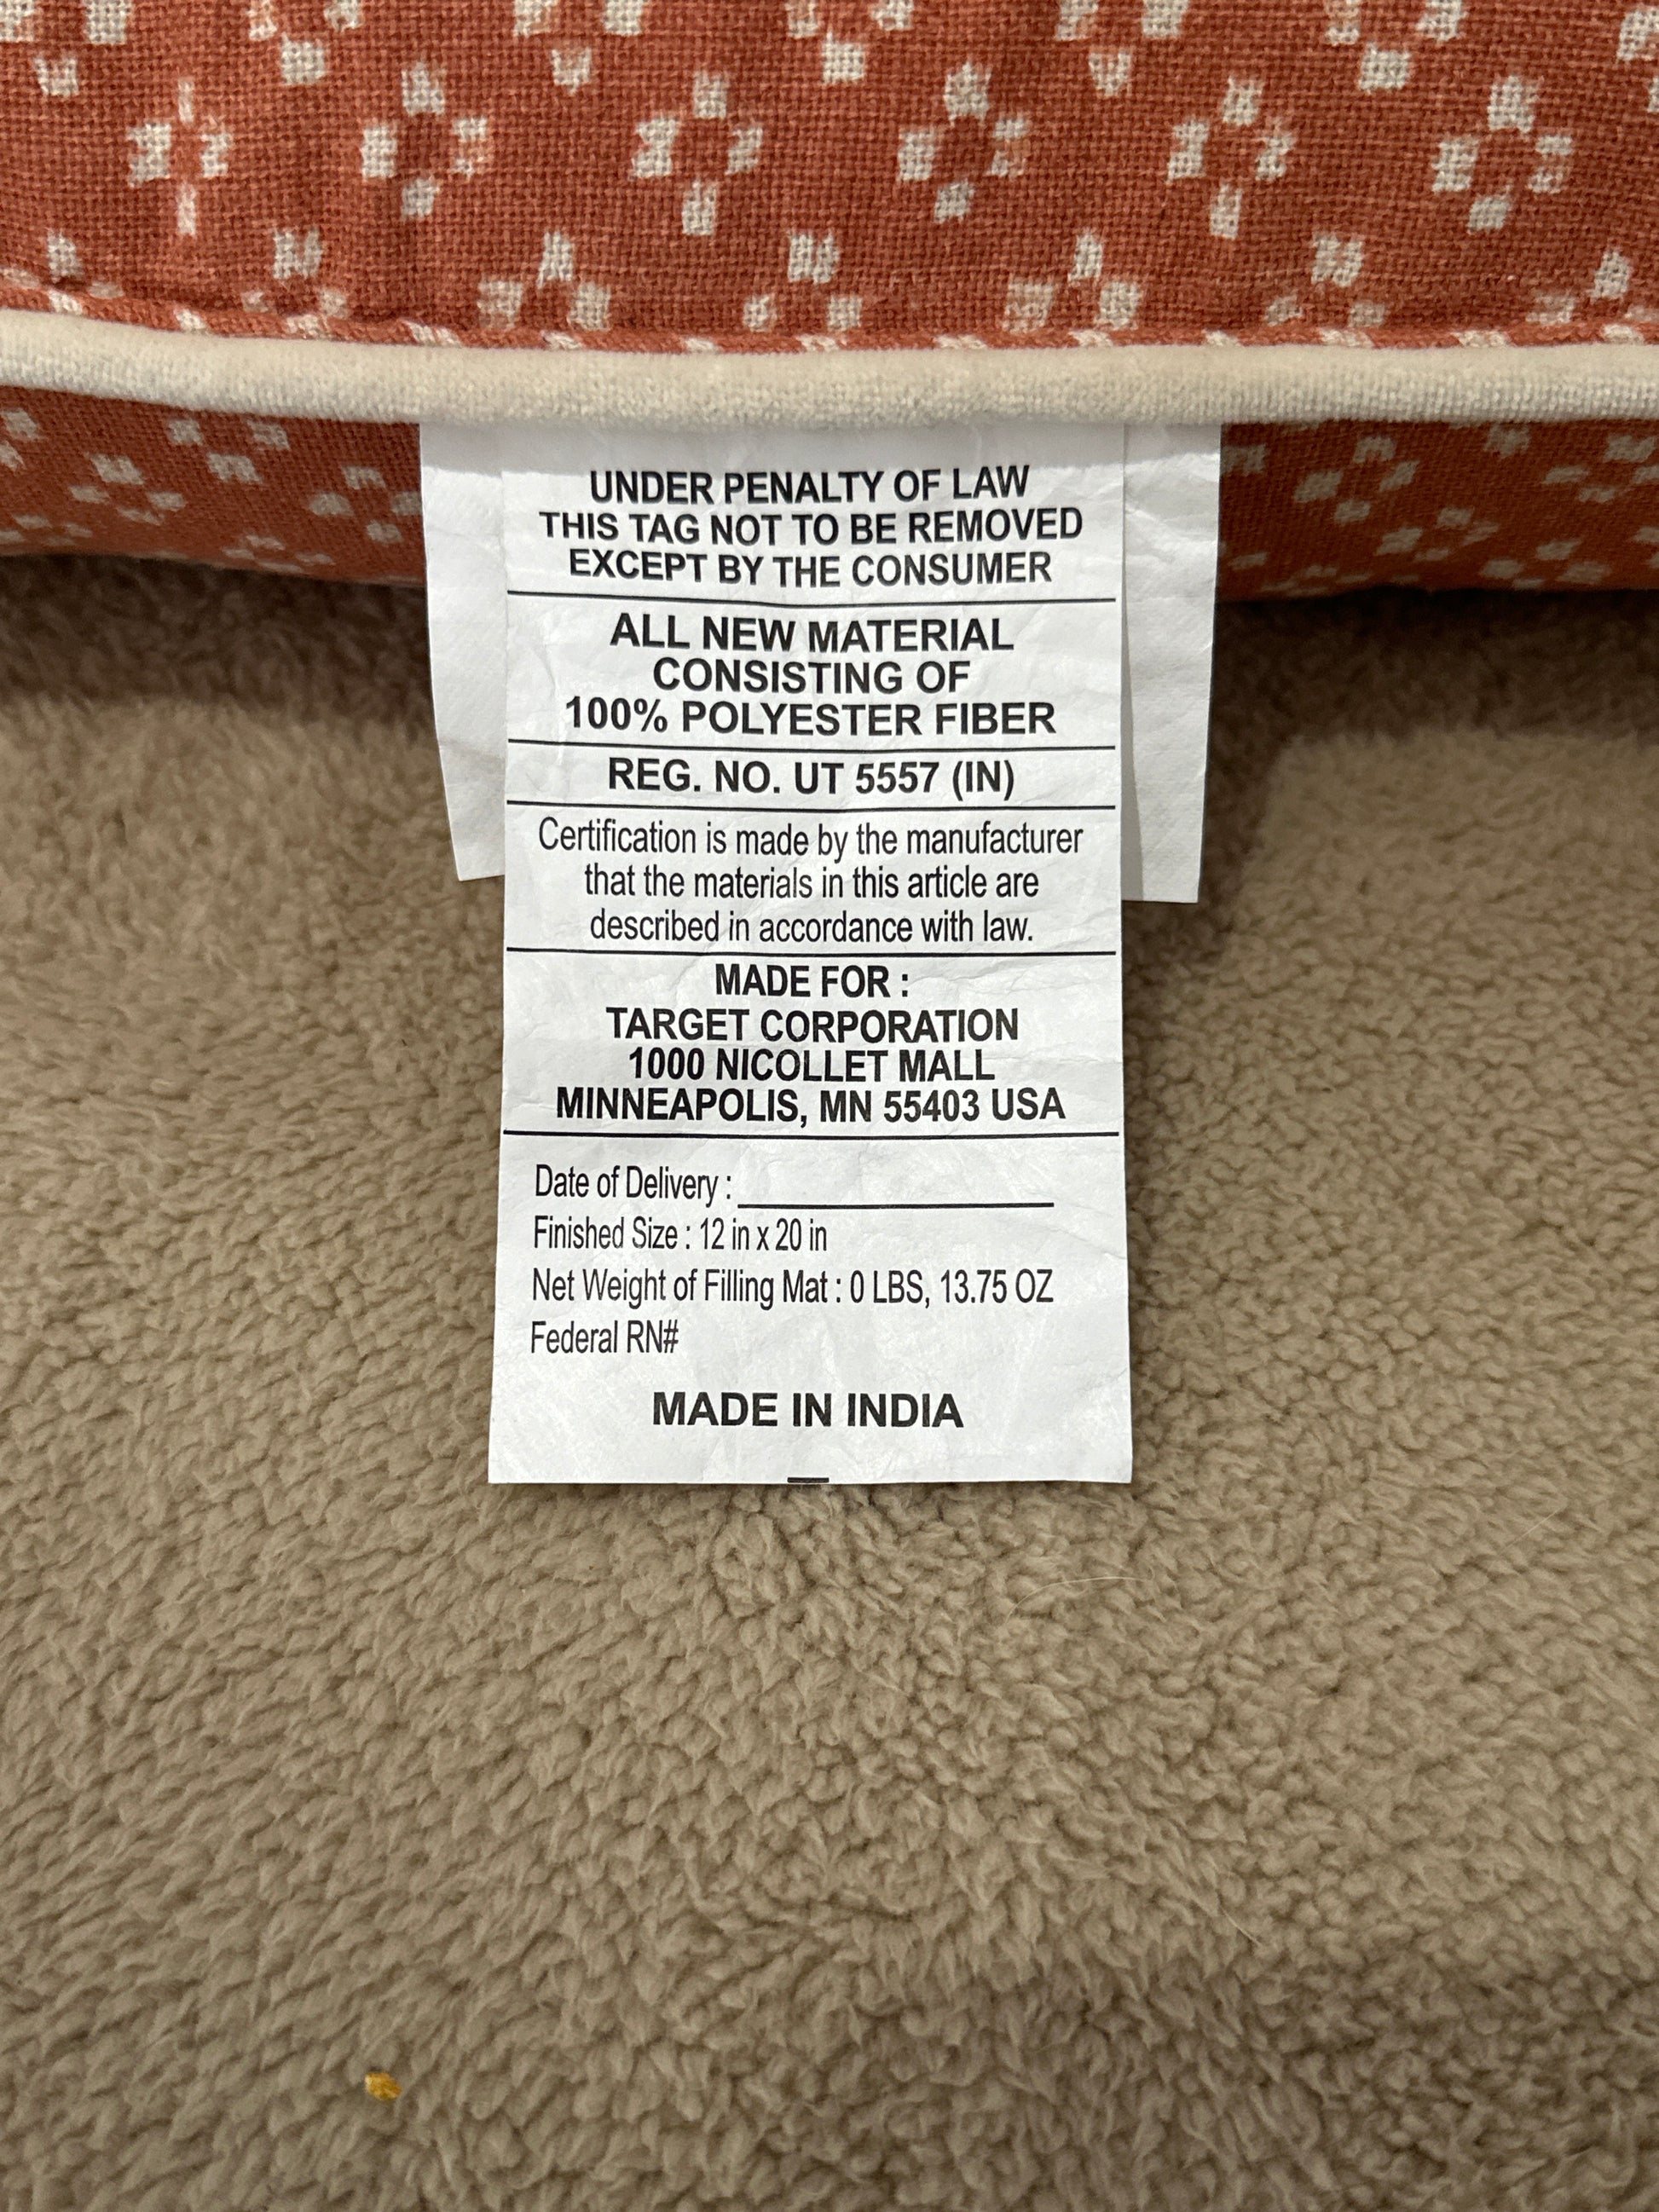 UNDER PENALTY OF LAW
THIS TAG NOT TO BE REMOVED
EXCEPT BY THE CONSUMER
ALL NEW MATERIAL
CONSISTING OF
100% POLYESTER FIBER
REG. NO. UT 5557 (IN)
Certification is made by the manufacturer
that the materials in this article are
described in accordance with law.
MADE FOR :
TARGET CORPORATION
1000 NICOLLET MALL
MINNEAPOLIS, MN 55403 USA
Date of Delivery :
Finished Size : 12 in x 20 in
Net Weight of Filling Mat : 0 LBS, 13.75 OZ
Federal RN#
MADE IN INDIA